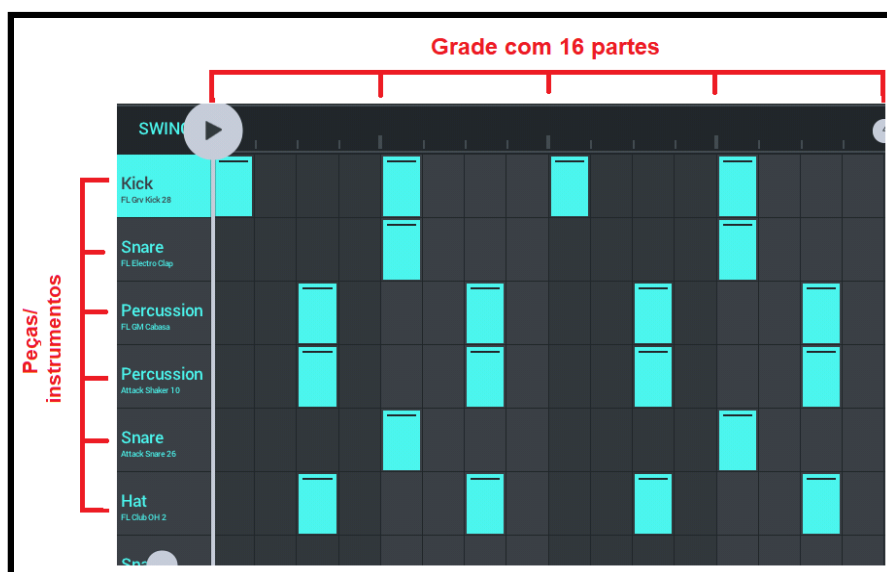 Grade com 16 partes
SWING
Kick
FL Grv Kick 28
Snare
FL Electro Clap
Percussion
FL GM Cabasa
Percussion
Attack Shaker 10
Snare
Attack Snare 26
Hat
FL Club OH 2
Peças/
instrumentos